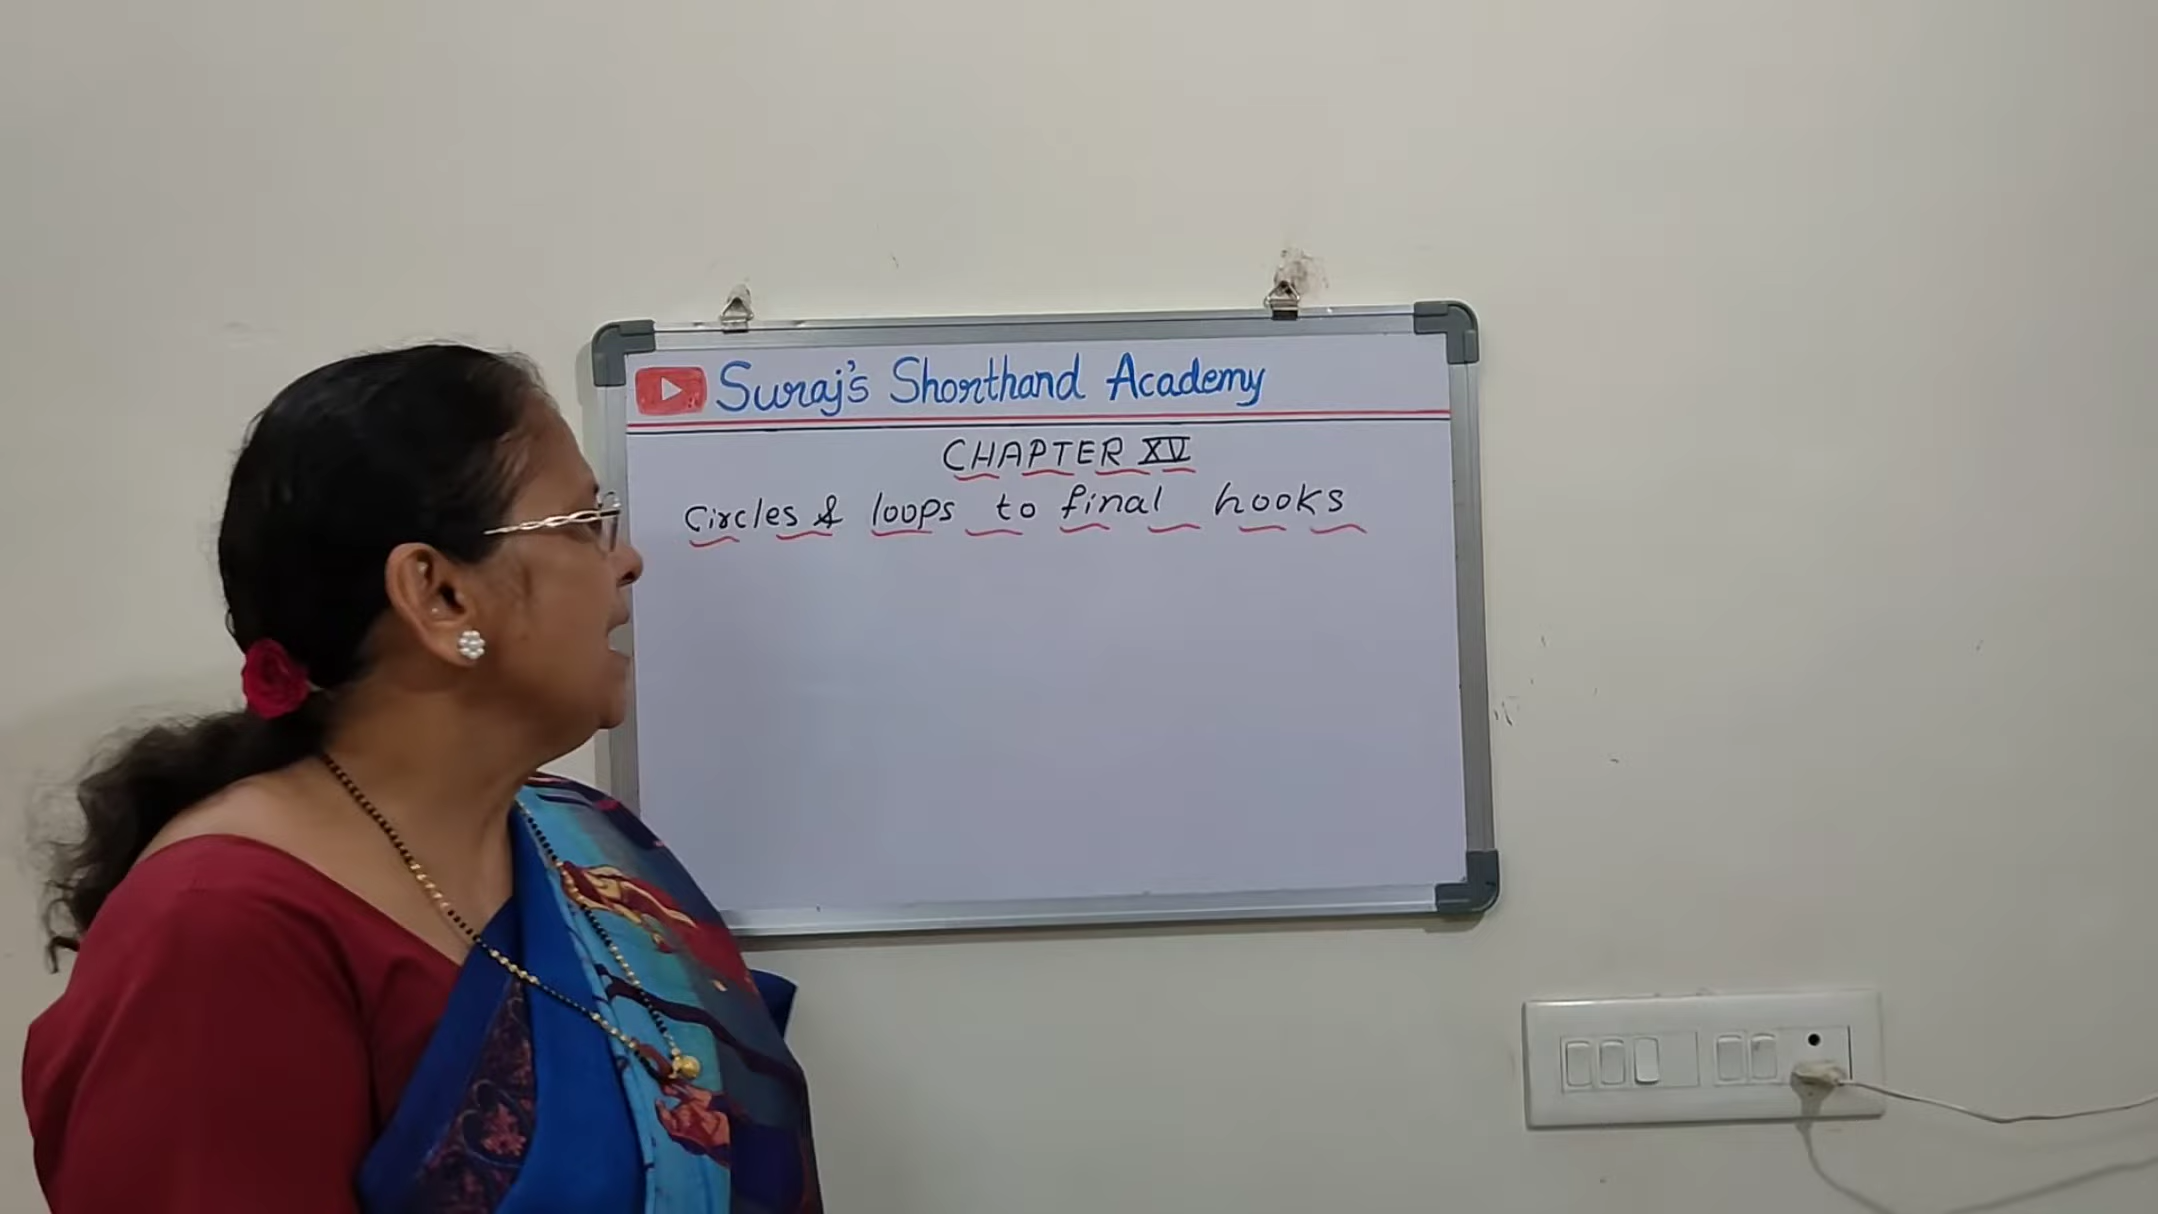 Suraj's Shorthand Academy
CHAPTER XV
Circles & loops to final hooks